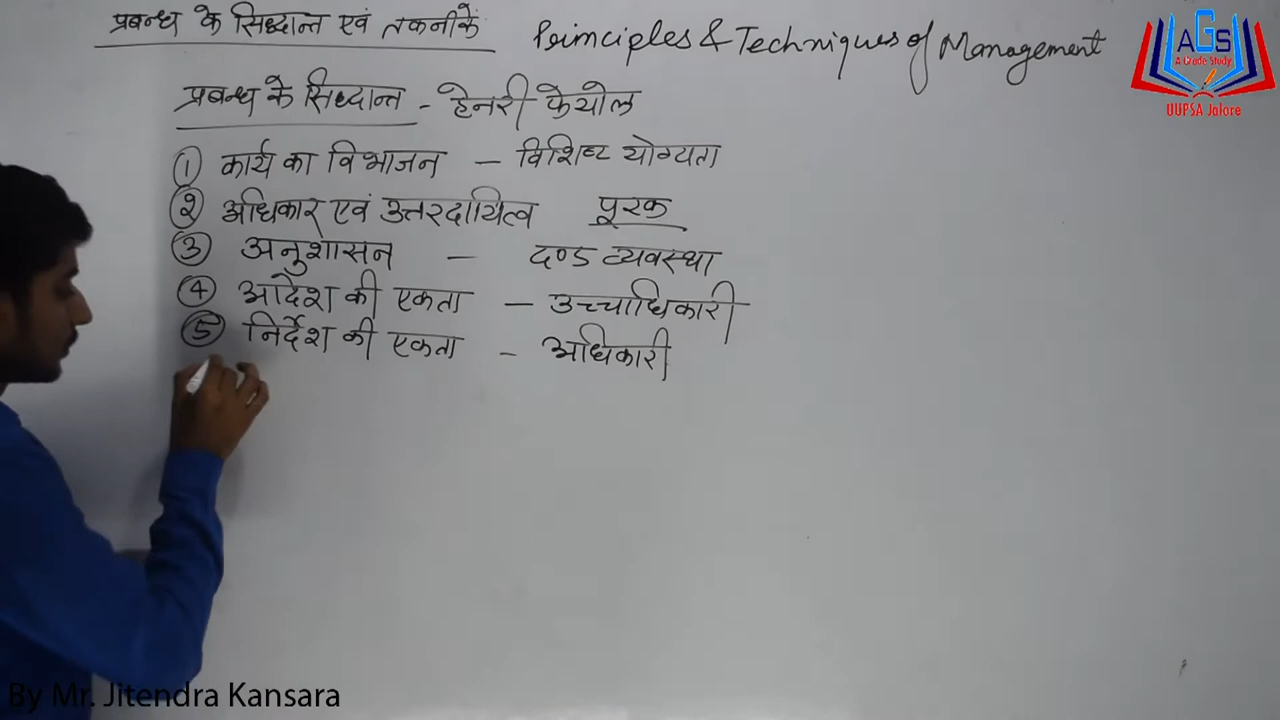 प्रबन्ध के सिद्धान्त एवं तकनीकें Principles & Techniques of Management
प्रबन्ध के सिध्दान्त - हेनरी फेयोल
① कार्य का विभाजन - विशिष्ट योग्यता
② अधिकार एवं उत्तरदायित्व पूरक
③ अनुशासन - दण्ड व्यवस्था
④ आदेश की एकता - उच्चाधिकारी
⑤ निर्देश की एकता - अधिकारी
AGS
A Grade Study
UUPSA Jalore
By Mr. Jitendra Kansara